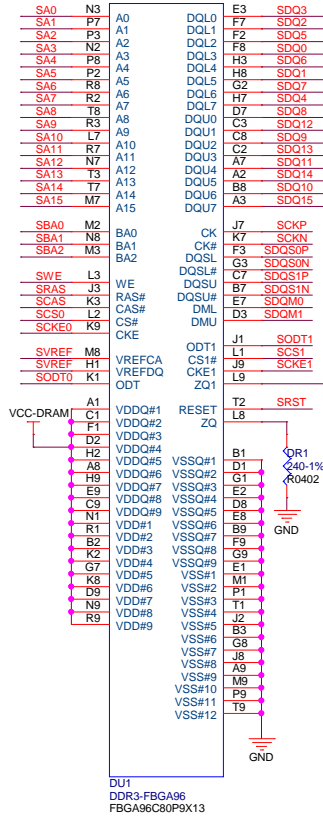 SA0 N3 A0 DQL0 E3 SDQ3
SA1 P7 A1 DQL1 F7 SDQ2
SA2 P3 A2 DQL2 F2 SDQ5
SA3 N2 A3 DQL3 F8 SDQ0
SA4 P8 A4 DQL4 H3 SDQ6
SA5 P2 A5 DQL5 H8 SDQ1
SA6 R8 A6 DQL6 G2 SDQ7
SA7 R2 A7 DQL7 H7 SDQ4
SA8 T8 A8 DQU0 D7 SDQ8
SA9 R3 A9 DQU1 C3 SDQ12
SA10 L7 A10 DQU2 C8 SDQ9
SA11 R7 A11 DQU3 C2 SDQ13
SA12 N7 A12 DQU4 A7 SDQ11
SA13 T3 A13 DQU5 A2 SDQ14
SA14 T7 A14 DQU6 B8 SDQ10
SA15 M7 A15 DQU7 A3 SDQ15
SBA0 M2 BA0 CK J7 SCKP
SBA1 N8 BA1 CK# K7 SCKN
SBA2 M3 BA2 DQSL F3 SDQS0P
DQSL# G3 SDQS0N
SWE L3 WE DQSU C7 SDQS1P
SRAS J3 RAS# DQSU# B7 SDQS1N
SCAS K3 CAS# DML E7 SDQM0
SCS0 L2 CS# DMU D3 SDQM1
SCKE0 K9 CKE
ODT1 J1 SODT1
SVREF M8 VREFCA CS1# L1 SCS1
SVREF H1 VREFDQ CKE1 J9 SCKE1
SODT0 K1 ODT ZQ1 L9
VCC-DRAM A1 VDDQ#1 RESET T2 SRST
C1 VDDQ#2 ZQ L8
F1 VDDQ#3
D2 VDDQ#4
DR1
240-1%
R0402
GND
H2 VDDQ#5 VSSQ#1 B1
A8 VDDQ#6 VSSQ#2 D1
H9 VDDQ#7 VSSQ#3 G1
E9 VDDQ#8 VSSQ#4 E2
C9 VDDQ#9 VSSQ#5 D8
N1 VDD#1 VSSQ#6 E8
R1 VDD#2 VSSQ#7 B9
B2 VDD#3 VSSQ#8 F9
K2 VDD#4 VSSQ#9 G9
G7 VDD#5 VSS#1 E1
K8 VDD#6 VSS#2 M1
D9 VDD#7 VSS#3 P1
N9 VDD#8 VSS#4 T1
R9 VDD#9 VSS#5 J2
VSS#6 B3
VSS#7 G8
VSS#8 J8
VSS#9 A9
VSS#10 M9
VSS#11 P9
VSS#12 T9
GND
DU1
DDR3-FBGA96
FBGA96C80P9X13